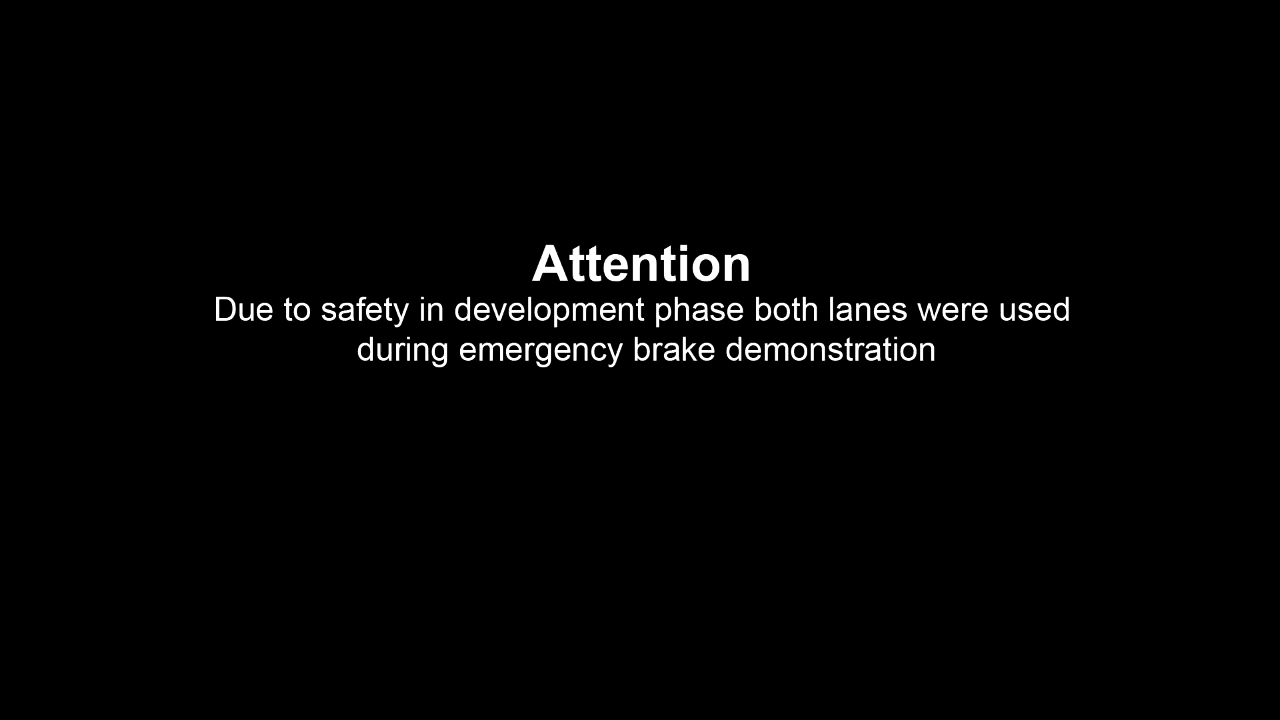 Attention
Due to safety in development phase both lanes were used
during emergency brake demonstration